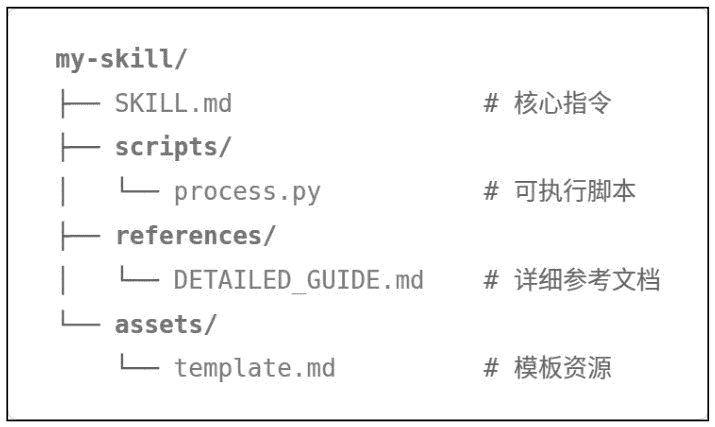 my-skill/
├── SKILL.md                 # 核心指令
├── scripts/
│   └── process.py           # 可执行脚本
├── references/
│   └── DETAILED_GUIDE.md    # 详细参考文档
└── assets/
    └── template.md          # 模板资源